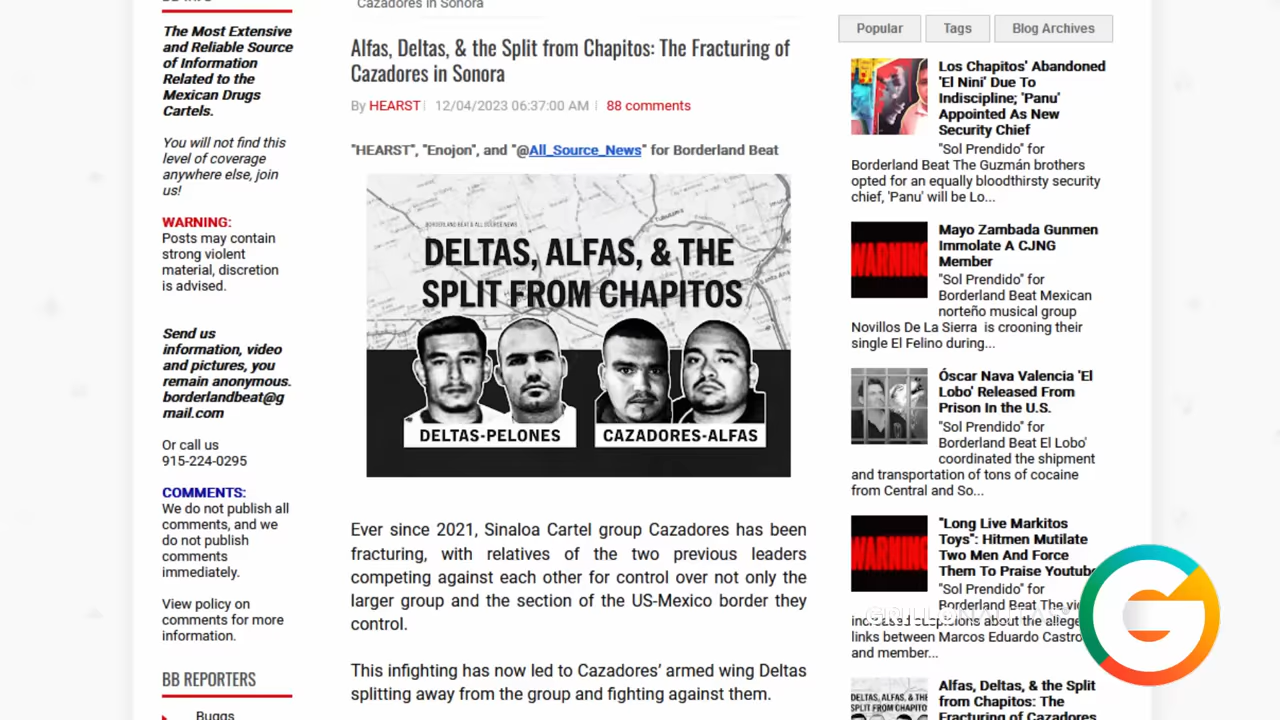 The Most Extensive
and Reliable Source
of Information
Related to the
Mexican Drugs
Cartels.
You will not find this
level of coverage
anywhere else, join
us!
WARNING:
Posts may contain
strong violent
material, discretion
is advised.
Send us
information, video
and pictures, you
remain anonymous.
borderlandbeat@g
mail.com
Or call us
915-224-0295
COMMENTS:
We do not publish all
comments, and we
do not publish
comments
immediately.
View policy on
comments for more
information.
BB REPORTERS
Buggs
Cazadores in Sonora
Alfas, Deltas, & the Split from Chapitos: The Fracturing of
Cazadores in Sonora
By HEARST 12/04/2023 06:37:00 AM 88 comments
"HEARST", "Enojon", and "@All_Source_News" for Borderland Beat
BORDERLAND BEAT & ALL SOURCE NEWS
DELTAS, ALFAS, & THE
SPLIT FROM CHAPITOS
DELTAS-PELONES
CAZADORES-ALFAS
Ever since 2021, Sinaloa Cartel group Cazadores has been
fracturing, with relatives of the two previous leaders
competing against each other for control over not only the
larger group and the section of the US-Mexico border they
control.
This infighting has now led to Cazadores' armed wing Deltas
splitting away from the group and fighting against them.
Popular
Tags
Blog Archives
Los Chapitos' Abandoned
'El Nini' Due To
Indiscipline; 'Panu'
Appointed As New
Security Chief
"Sol Prendido" for
Borderland Beat The Guzmán brothers
opted for an equally bloodthirsty security
chief, 'Panu' will be Lo...
WARNING
Mayo Zambada Gunmen
Immolate A CJNG
Member
"Sol Prendido" for
Borderland Beat Mexican
norteño musical group
Novillos De La Sierra is crooning their
single El Felino during...
Óscar Nava Valencia 'El
Lobo' Released From
Prison In the U.S.
"Sol Prendido" for
Borderland Beat El Lobo'
coordinated the shipment
and transportation of tons of cocaine
from Central and So...
WARNING
"Long Live Markitos
Toys": Hitmen Mutilate
Two Men And Force
Them To Praise Youtube
"Sol Prendido" for
Borderland Beat The
increased suspicions about the
links between Marcos Eduardo Castro
and member...
DELTAS, ALFAS, & THE
SPLIT FROM CHAPITO
Alfas, Deltas, & the Split
from Chapitos: The
Fracturing of Cazadores